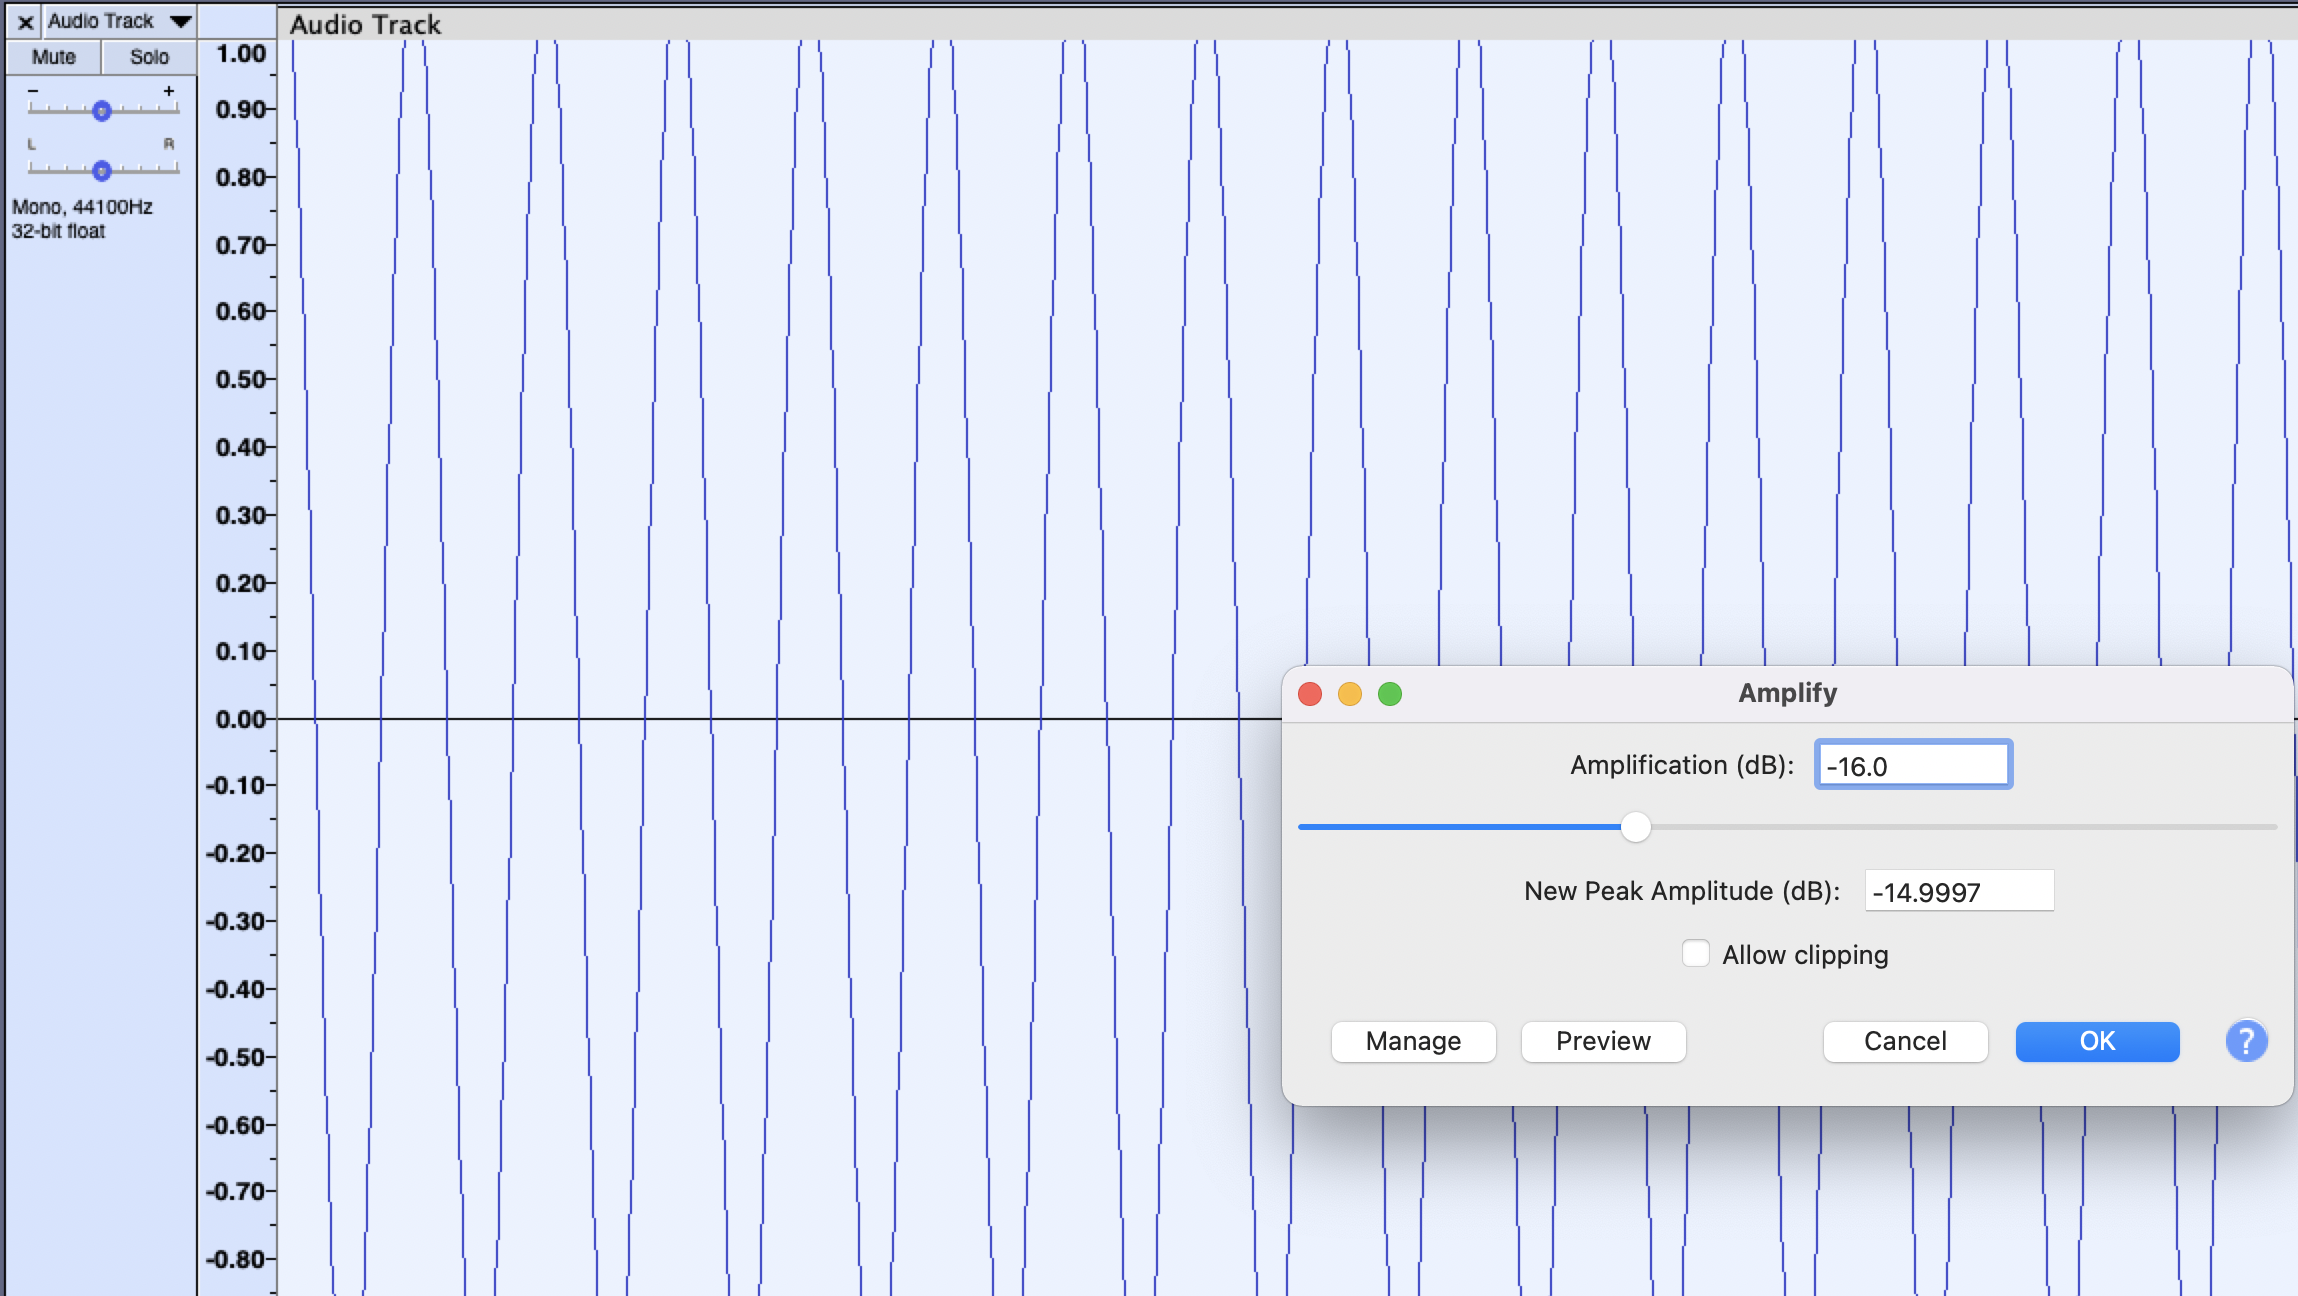 Audio Track
Audio Track
Mute Solo
- +
L R
Mono, 44100Hz
32-bit float
1.00
0.90
0.80
0.70
0.60
0.50
0.40
0.30
0.20
0.10
0.00
-0.10
-0.20
-0.30
-0.40
-0.50
-0.60
-0.70
-0.80
Amplify
Amplification (dB): -16.0
New Peak Amplitude (dB): -14.9997
Allow clipping
Manage Preview Cancel OK ?